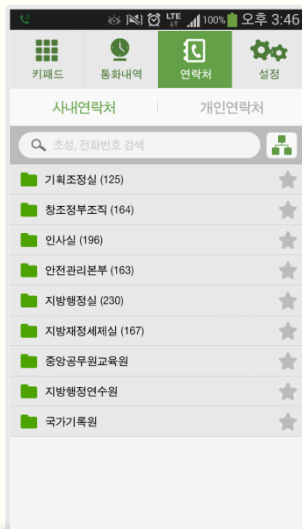 LTE 100% 오후 3:46
키패드 통화내역 연락처 설정
사내연락처 개인연락처
초성, 전화번호 검색
기획조정실 (125)
창조정부조직 (164)
인사실 (196)
안전관리본부 (163)
지방행정실 (230)
지방재정세제실 (167)
중앙공무원교육원
지방행정연수원
국가기록원